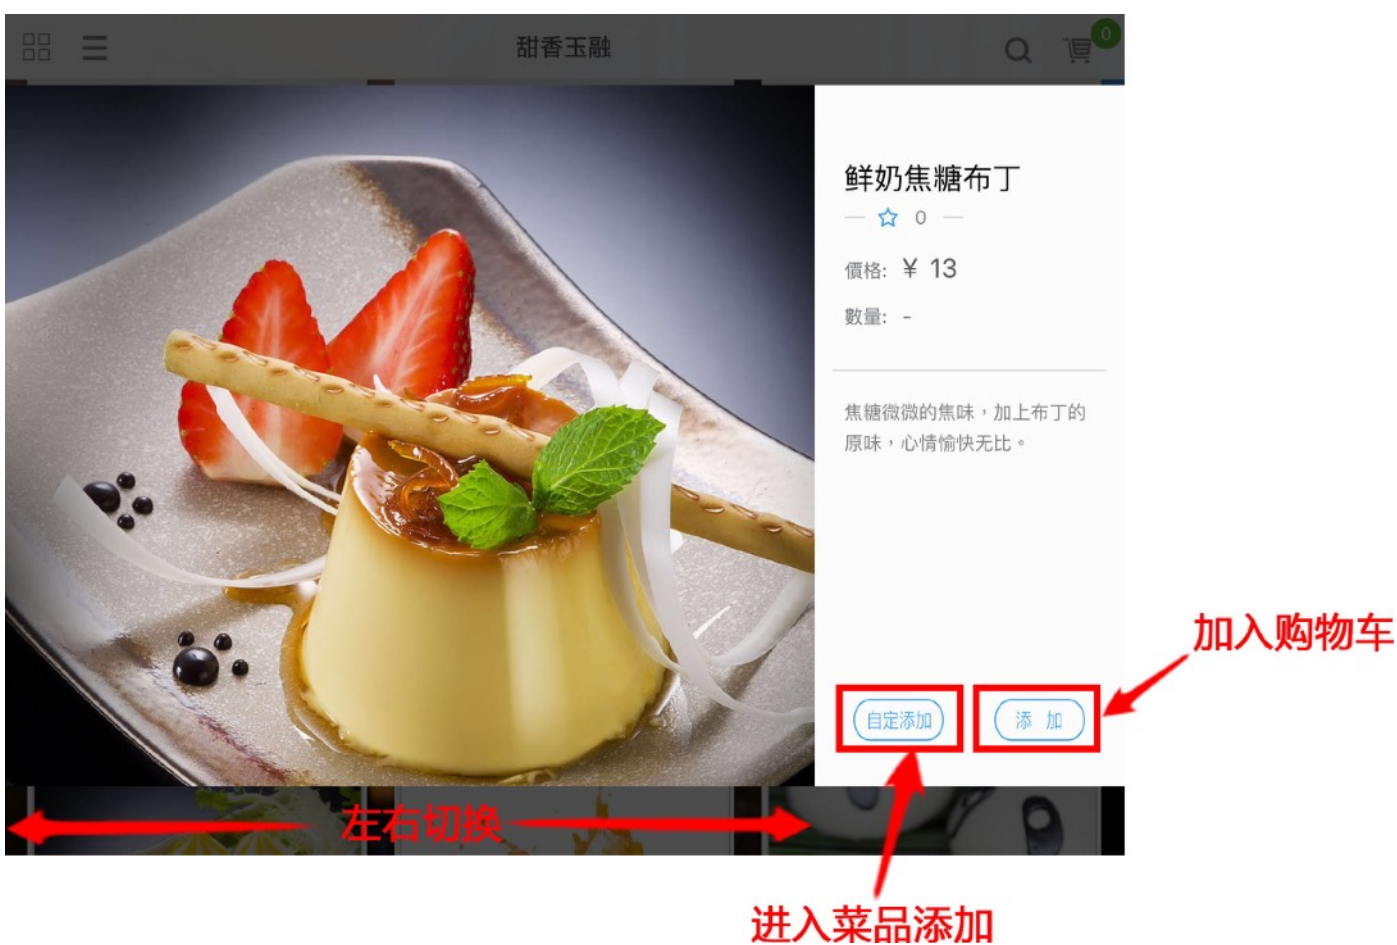 甜香玉融
0
鲜奶焦糖布丁
0
價格: ¥ 13
數量: -
焦糖微微的焦味，加上布丁的
原味，心情愉快无比。
加入购物车
自定添加
添 加
左右切换
进入菜品添加